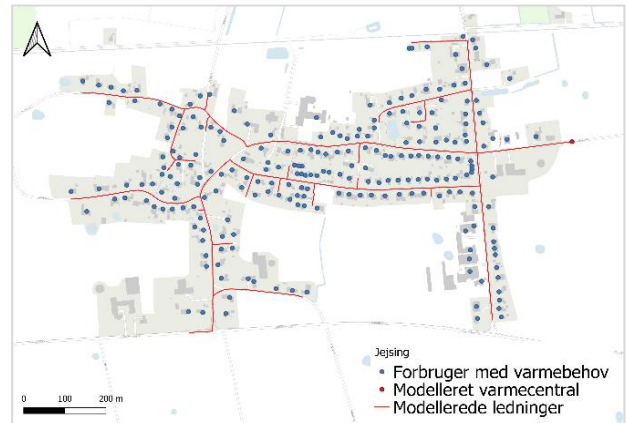 Jejsing
Forbruger med varmebehov
Modelleret varmecentral
Modellerede ledninger
0 100 200 m